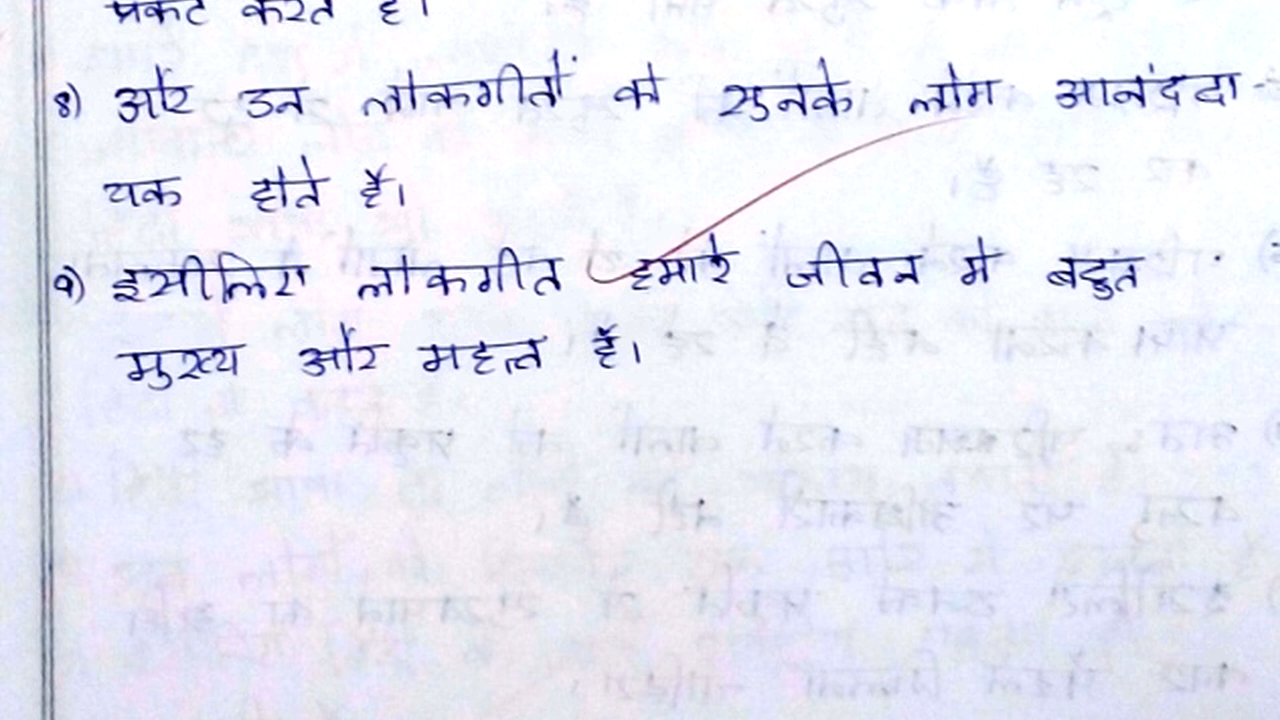 प्रकट करते है।
8) और उन लोकगीतों को सुनके लोग आनंददा-
यक होते हैं।
9) इसीलिए लोकगीत हमारे जीवन मे बहुत
मुख्य और महत्व हैं।